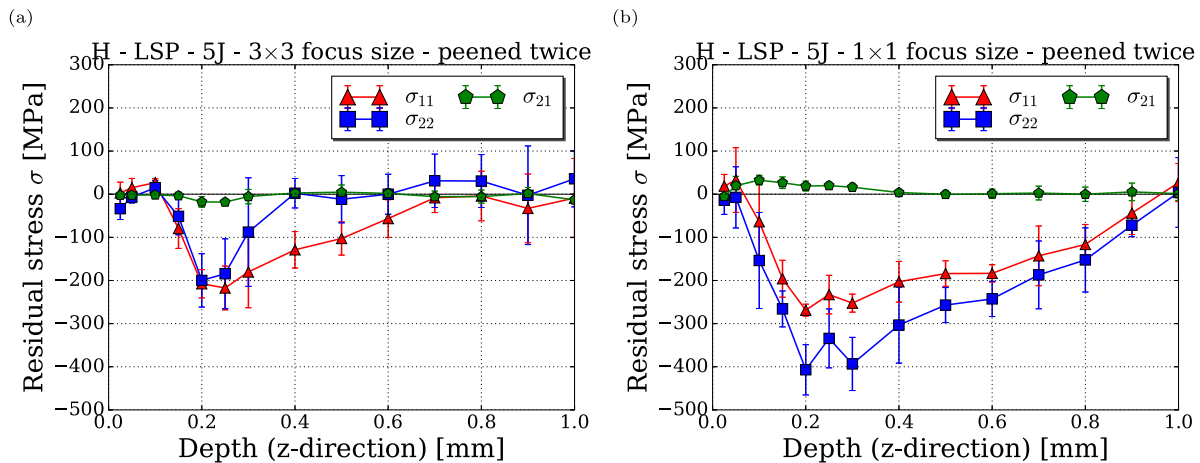 (a)
H - LSP - 5J - 3×3 focus size - peened twice
300
200
100
0
−100
−200
−300
−400
−500
Residual stress σ [MPa]
σ11
σ22
σ21
0.0
0.2
0.4
0.6
0.8
1.0
Depth (z-direction) [mm]
(b)
H - LSP - 5J - 1×1 focus size - peened twice
300
200
100
0
−100
−200
−300
−400
−500
Residual stress σ [MPa]
σ11
σ22
σ21
0.0
0.2
0.4
0.6
0.8
1.0
Depth (z-direction) [mm]